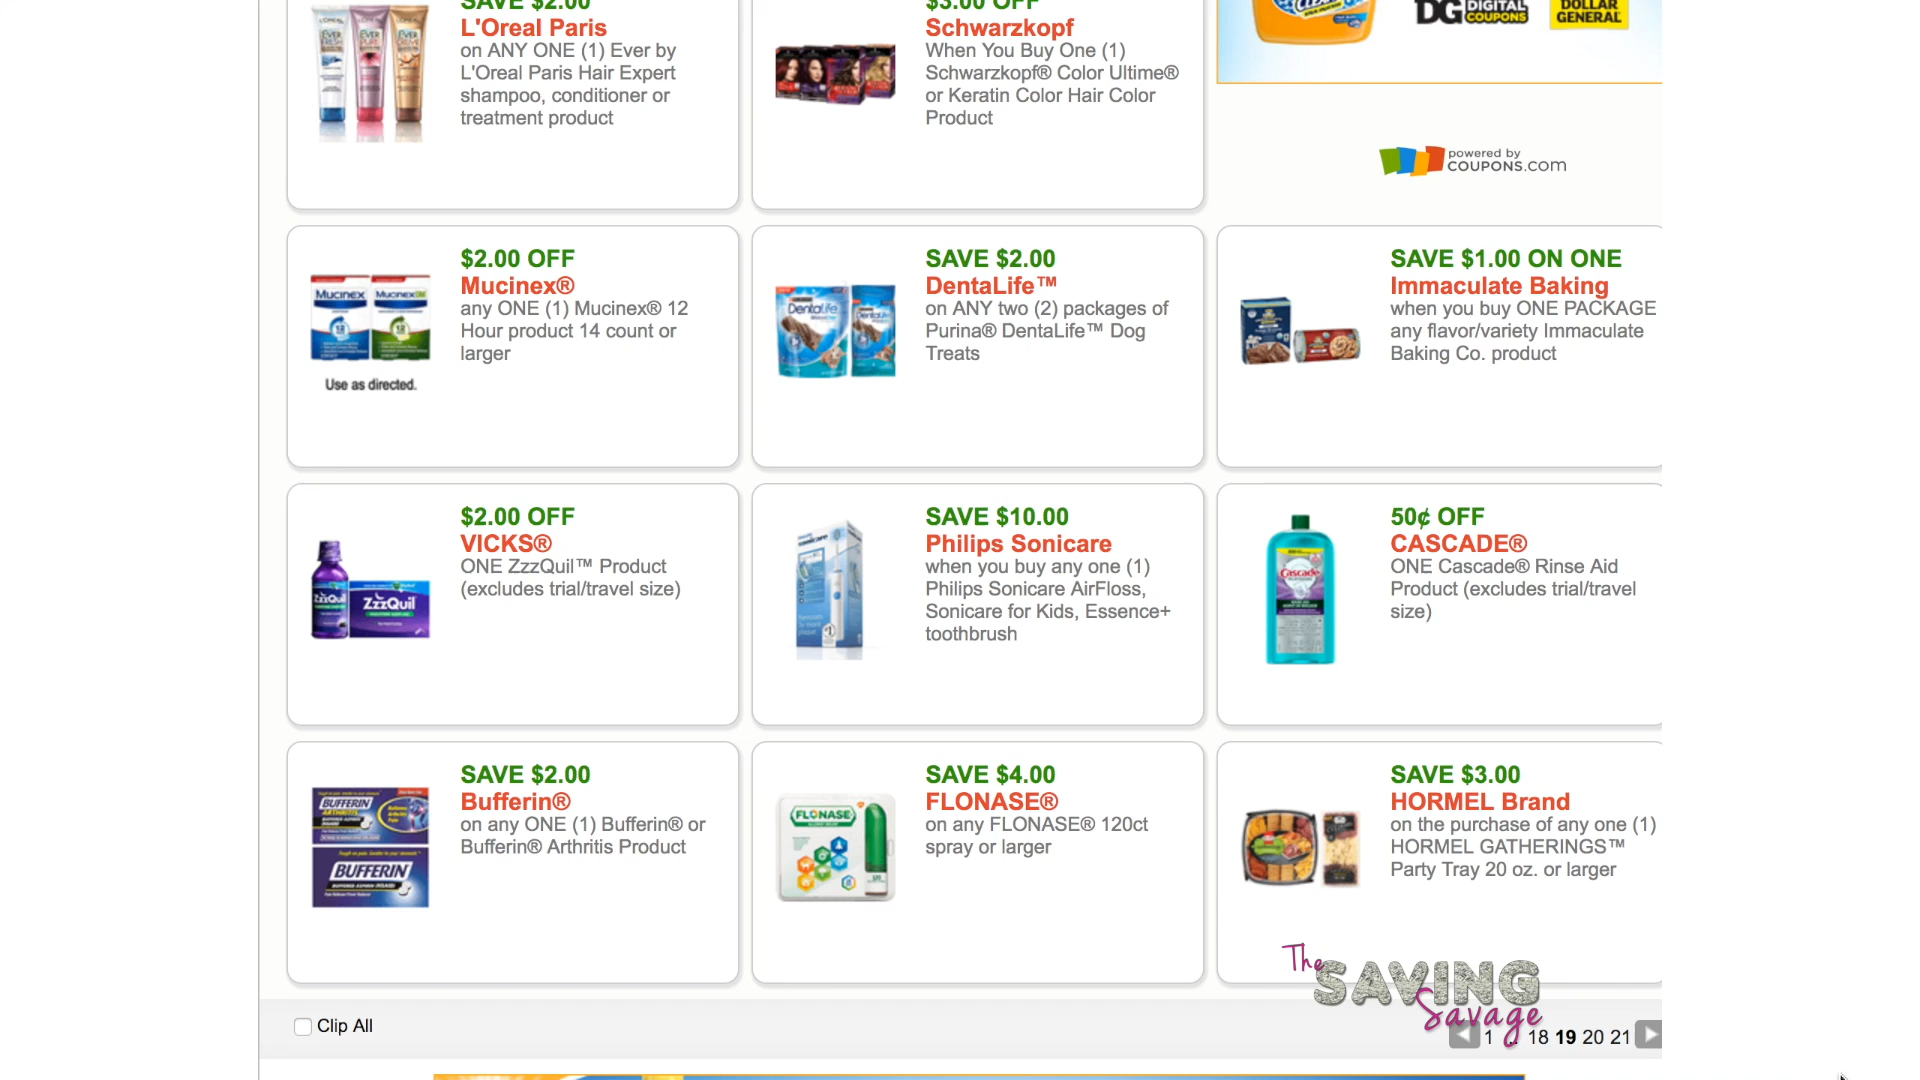 SAVE $2.00
L'Oreal Paris
on ANY ONE (1) Ever by
L'Oreal Paris Hair Expert
shampoo, conditioner or
treatment product
$3.00 OFF
Schwarzkopf
When You Buy One (1)
Schwarzkopf® Color Ultime®
or Keratin Color Hair Color
Product
DG DIGITAL COUPONS
DOLLAR
GENERAL
powered by
COUPONS.com
$2.00 OFF
Mucinex®
any ONE (1) Mucinex® 12
Hour product 14 count or
larger
Mucinex Mucinex
Use as directed.
SAVE $2.00
DentaLife™
on ANY two (2) packages of
Purina® DentaLife™ Dog
Treats
DentaLife
SAVE $1.00 ON ONE
Immaculate Baking
when you buy ONE PACKAGE
any flavor/variety Immaculate
Baking Co. product
$2.00 OFF
VICKS®
ONE ZzzQuil™ Product
(excludes trial/travel size)
ZzzQuil ZzzQuil
SAVE $10.00
Philips Sonicare
when you buy any one (1)
Philips Sonicare AirFloss,
Sonicare for Kids, Essence+
toothbrush
50¢ OFF
CASCADE®
ONE Cascade® Rinse Aid
Product (excludes trial/travel
size)
Cascade
SAVE $2.00
Bufferin®
on any ONE (1) Bufferin® or
Bufferin® Arthritis Product
BUFFERIN
ARTHRITIS
BUFFERIN
SAVE $4.00
FLONASE®
on any FLONASE® 120ct
spray or larger
FLONASE
SAVE $3.00
HORMEL Brand
on the purchase of any one (1)
HORMEL GATHERINGS™
Party Tray 20 oz. or larger
The
SAVING
Savage
Clip All
1 .. 18 19 20 21